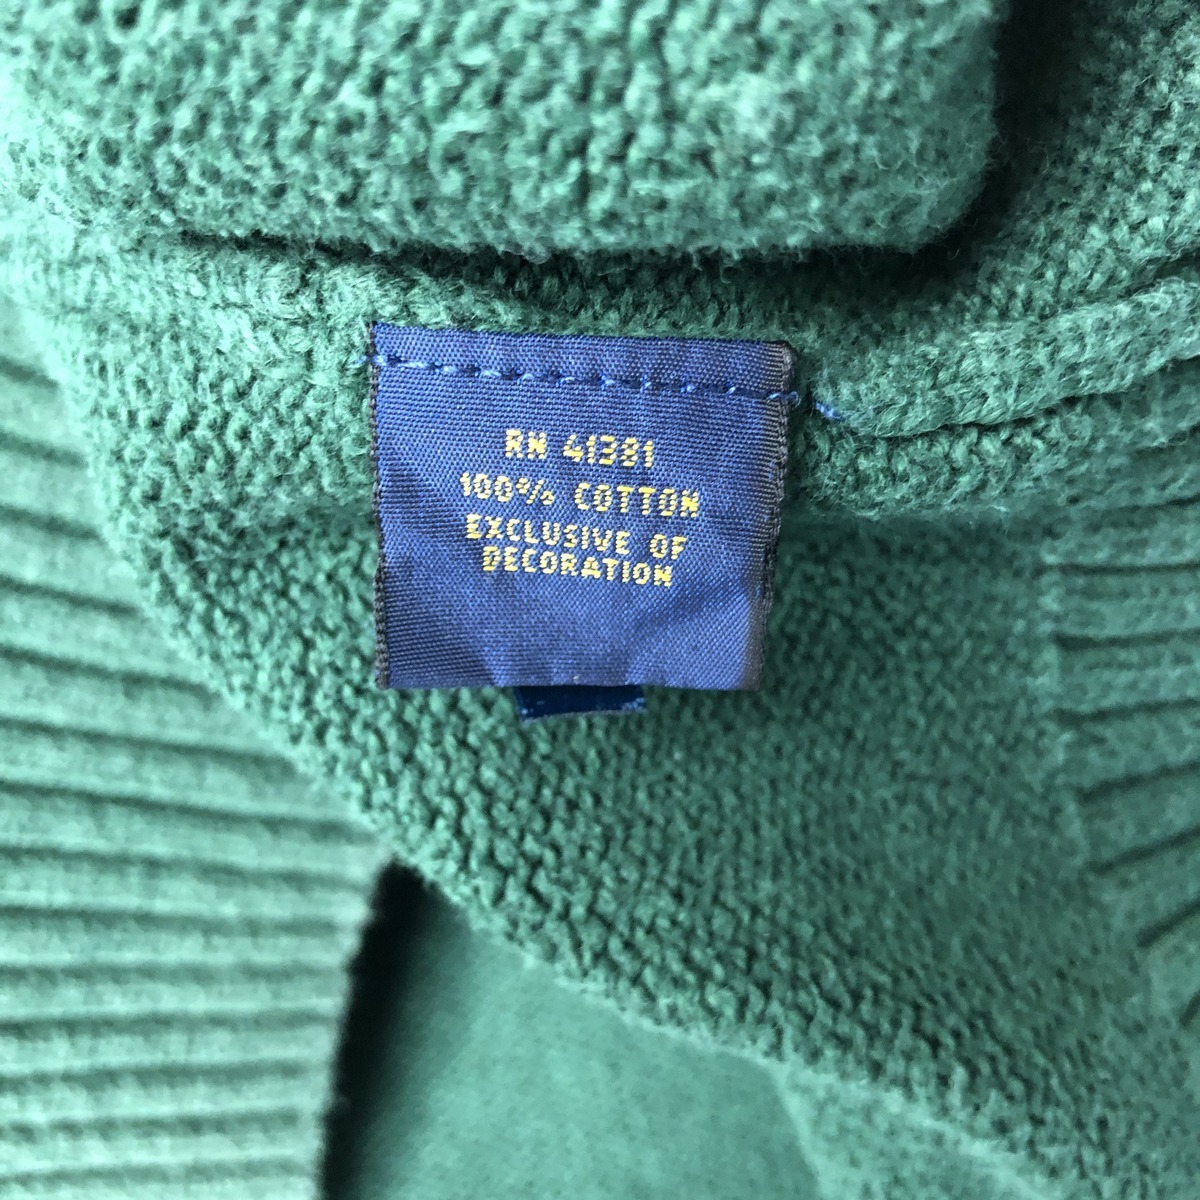 RN 41381
100% COTTON
EXCLUSIVE OF
DECORATION